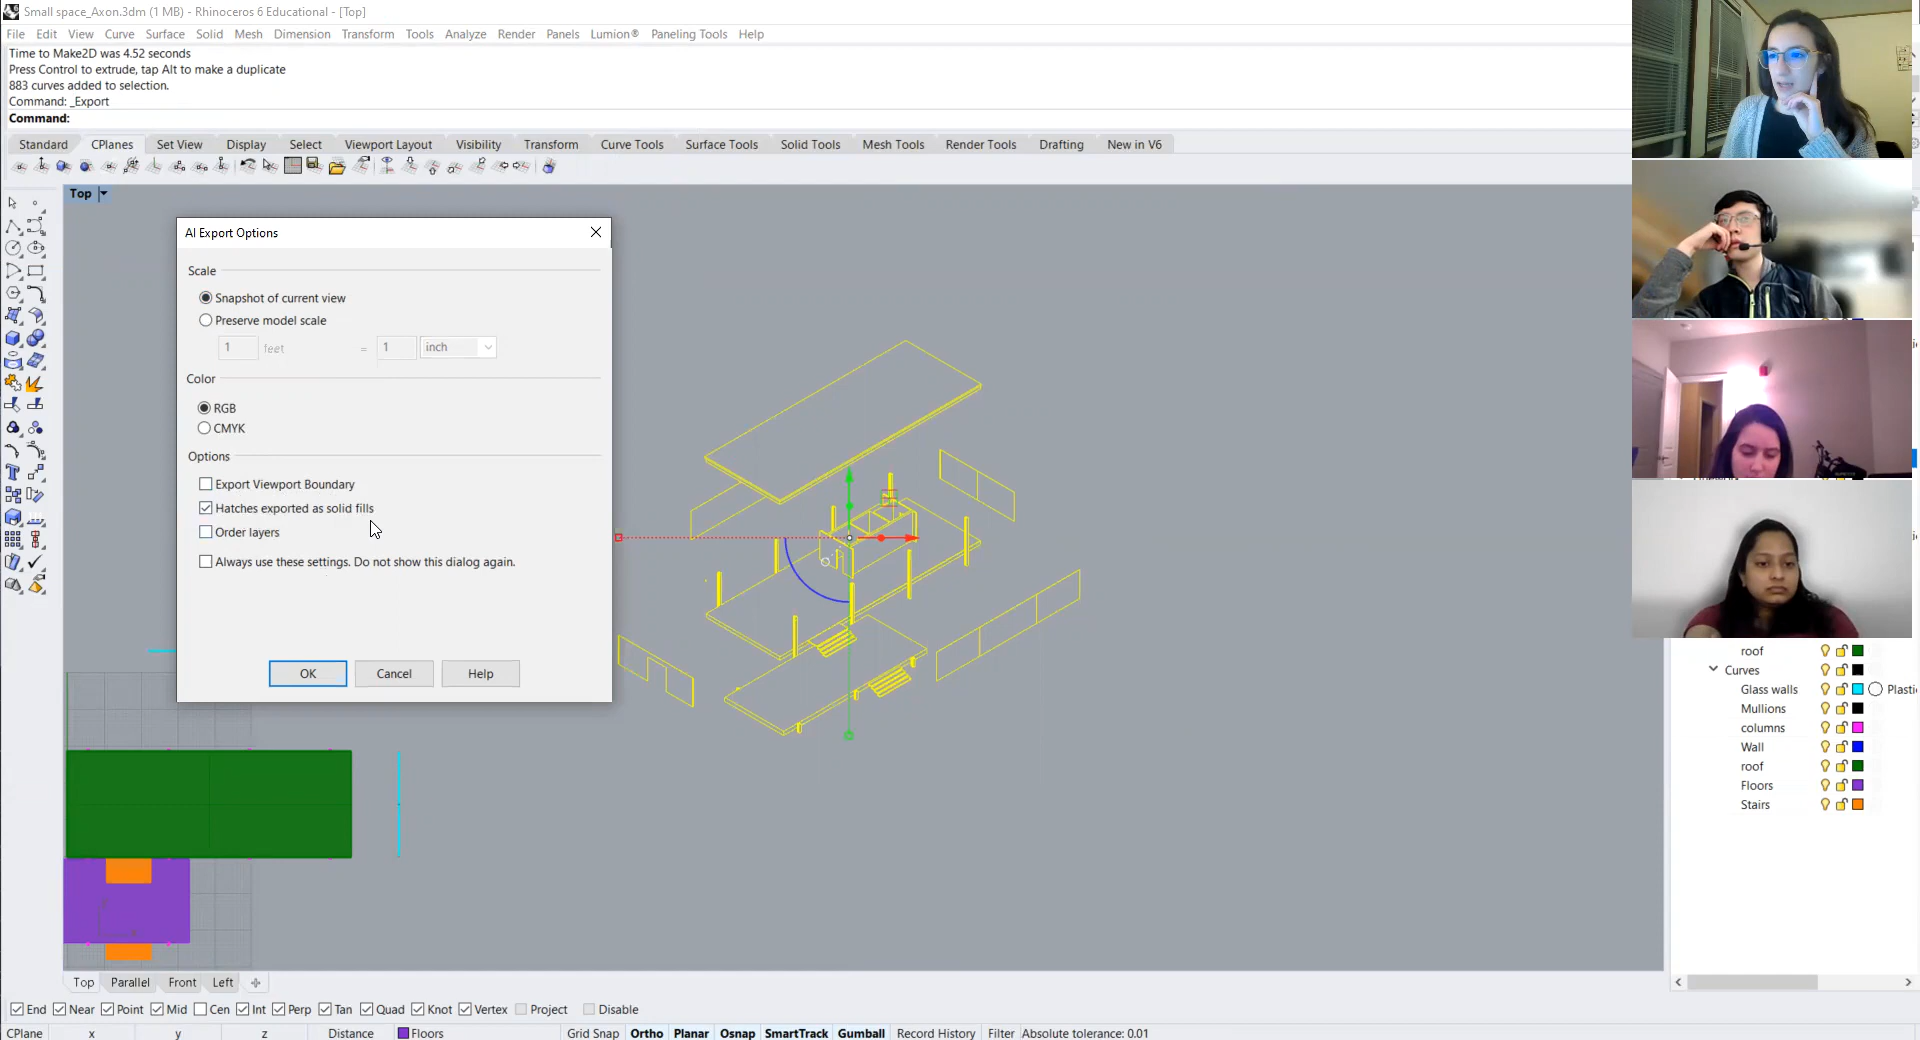 Small space_Axon.3dm (1 MB) - Rhinoceros 6 Educational - [Top]
File Edit View Curve Surface Solid Mesh Dimension Transform Tools Analyze Render Panels Lumion® Paneling Tools Help
Time to Make2D was 4.52 seconds
Press Control to extrude, tap Alt to make a duplicate
883 curves added to selection.
Command: _Export
Command:
Standard CPlanes Set View Display Select Viewport Layout Visibility Transform Curve Tools Surface Tools Solid Tools Mesh Tools Render Tools Drafting New in V6
Top
AI Export Options
Scale
Snapshot of current view
Preserve model scale
1 feet = 1 inch
Color
RGB
CMYK
Options
Export Viewport Boundary
Hatches exported as solid fills
Order layers
Always use these settings. Do not show this dialog again.
OK Cancel Help
roof
Curves
Glass walls Plasti
Mullions
columns
Wall
roof
Floors
Stairs
Top Parallel Front Left
End Near Point Mid Cen Int Perp Tan Quad Knot Vertex Project Disable
CPlane x y z Distance Floors Grid Snap Ortho Planar Osnap SmartTrack Gumball Record History Filter Absolute tolerance: 0.01